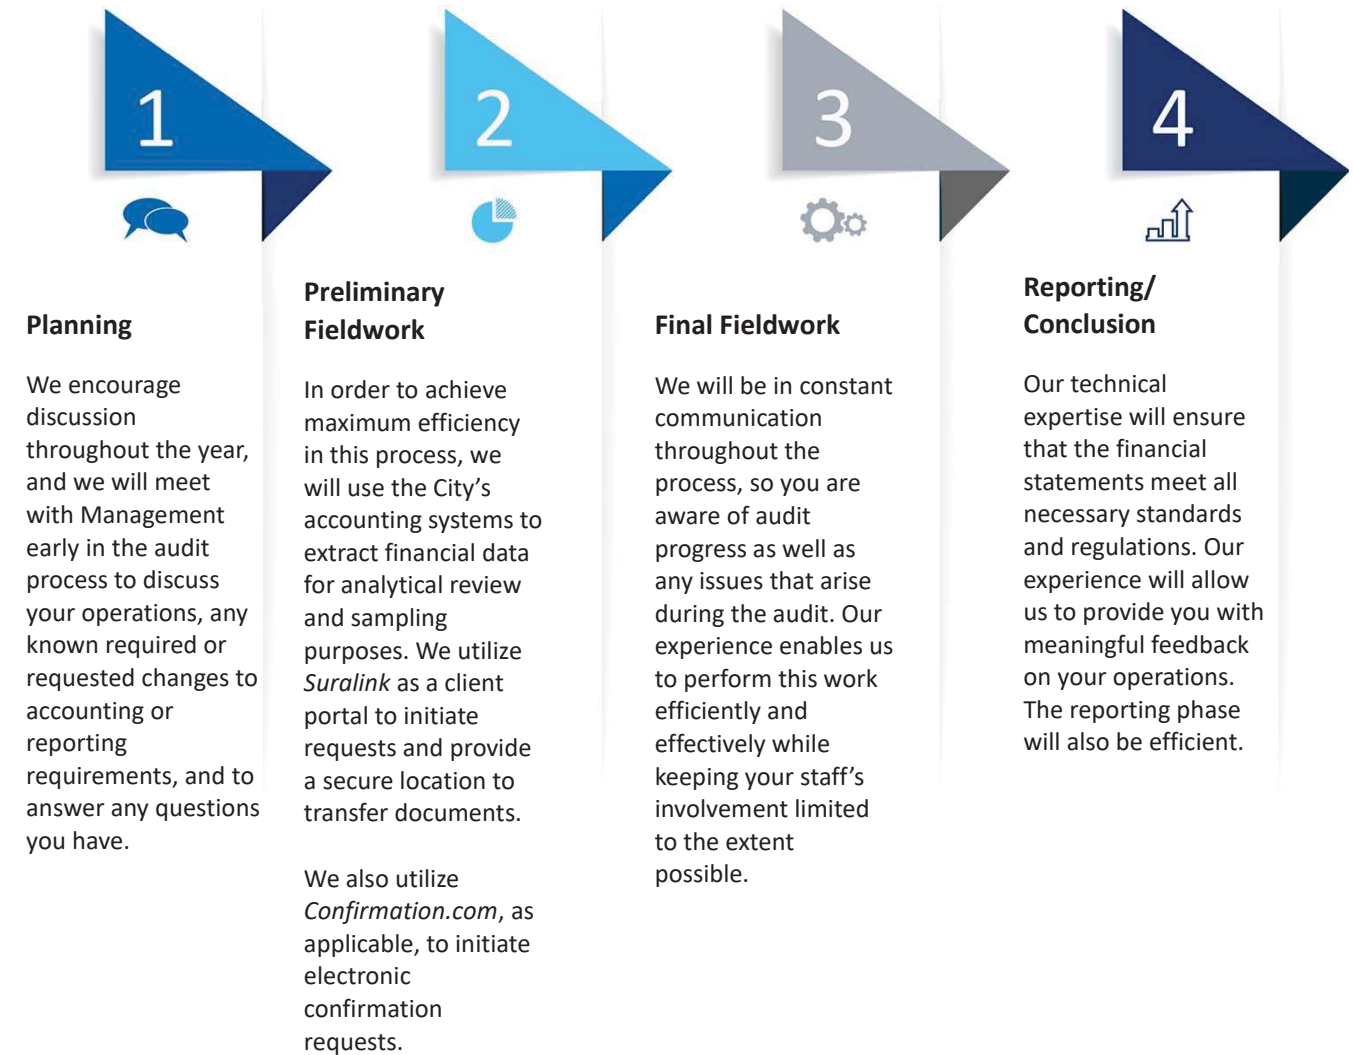 1
Planning
We encourage
discussion
throughout the year,
and we will meet
with Management
early in the audit
process to discuss
your operations, any
known required or
requested changes to
accounting or
reporting
requirements, and to
answer any questions
you have.
2
Preliminary
Fieldwork
In order to achieve
maximum efficiency
in this process, we
will use the City’s
accounting systems to
extract financial data
for analytical review
and sampling
purposes. We utilize
Suralink as a client
portal to initiate
requests and provide
a secure location to
transfer documents.
We also utilize
Confirmation.com, as
applicable, to initiate
electronic
confirmation
requests.
3
Final Fieldwork
We will be in constant
communication
throughout the
process, so you are
aware of audit
progress as well as
any issues that arise
during the audit. Our
experience enables us
to perform this work
efficiently and
effectively while
keeping your staff’s
involvement limited
to the extent
possible.
4
Reporting/
Conclusion
Our technical
expertise will ensure
that the financial
statements meet all
necessary standards
and regulations. Our
experience will allow
us to provide you with
meaningful feedback
on your operations.
The reporting phase
will also be efficient.